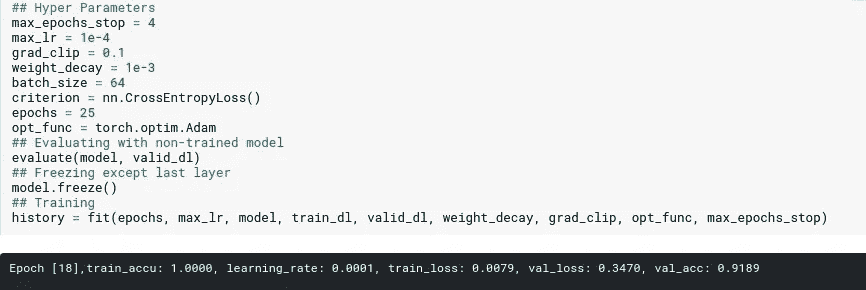 ## Hyper Parameters
max_epochs_stop = 4
max_lr = 1e-4
grad_clip = 0.1
weight_decay = 1e-3
batch_size = 64
criterion = nn.CrossEntropyLoss()
epochs = 25
opt_func = torch.optim.Adam
## Evaluating with non-trained model
evaluate(model, valid_dl)
## Freezing except last layer
model.freeze()
## Training
history = fit(epochs, max_lr, model, train_dl, valid_dl, weight_decay, grad_clip, opt_func, max_epochs_stop)
Epoch [18],train_accu: 1.0000, learning_rate: 0.0001, train_loss: 0.0079, val_loss: 0.3470, val_acc: 0.9189